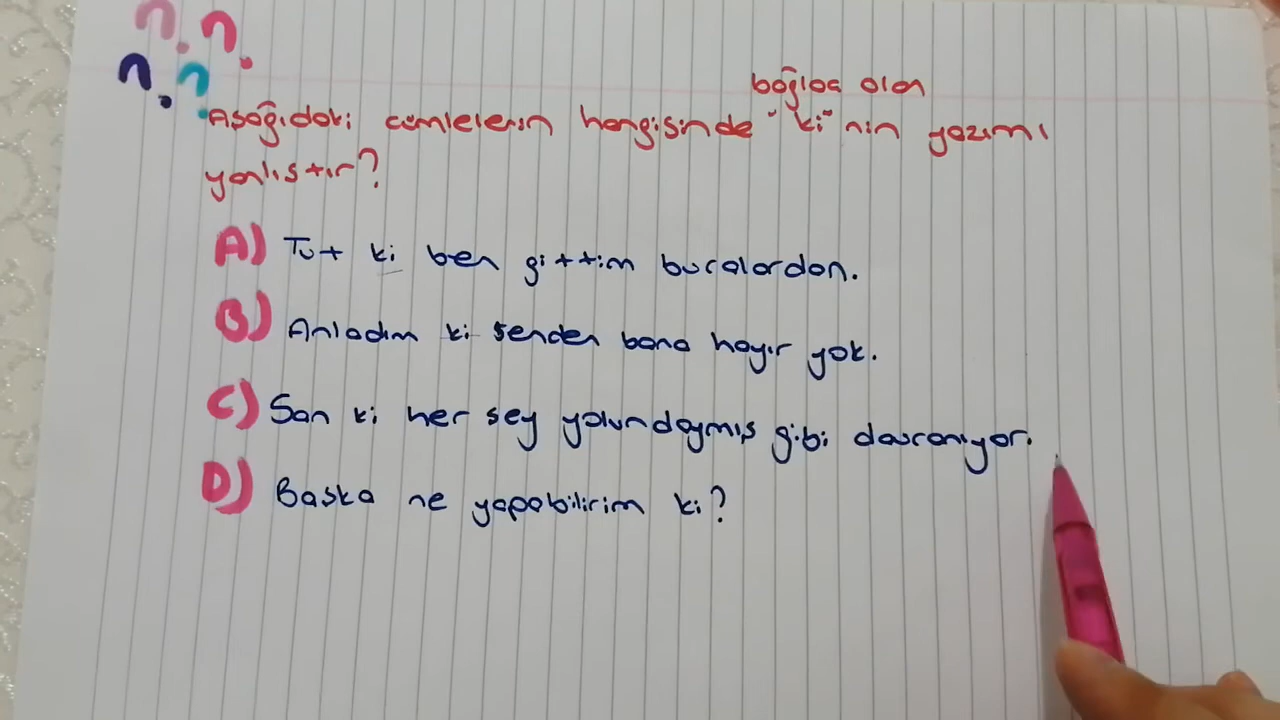 bağlaç olan
Aşağıdaki cümlelerin hangisinde "ki" nin yazımı
yanlıştır?
A) Tut ki ben gittim buralardan.
B) Anladım ki senden bana hayır yok.
C) San ki her şey yolundaymış gibi davranıyor.
D) Başka ne yapabilirim ki?